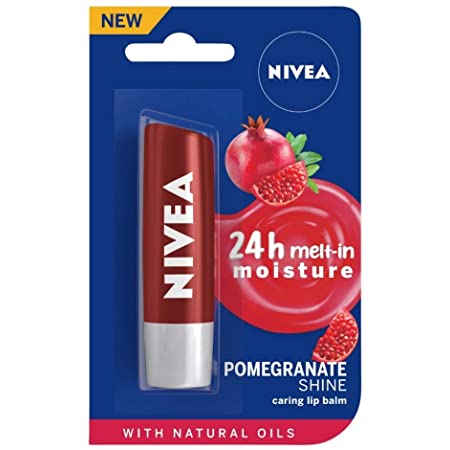 NEW
NIVEA
NIVEA
24h melt-in
moisture
POMEGRANATE
SHINE
caring lip balm
WITH NATURAL OILS